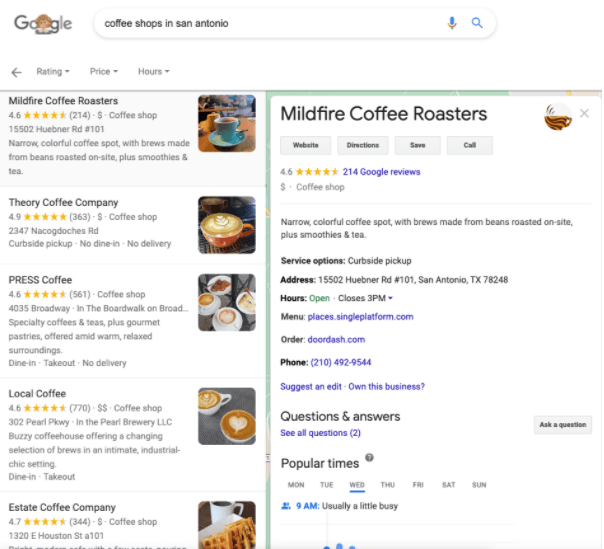 Google
coffee shops in san antonio
Rating
Price
Hours
Mildfire Coffee Roasters
4.6 ★★★★★ (214) · $ · Coffee shop
15502 Huebner Rd #101
Narrow, colorful coffee spot, with brews made
from beans roasted on-site, plus smoothies &
tea.
Theory Coffee Company
4.9 ★★★★★ (363) · $ · Coffee shop
2347 Nacogdoches Rd
Curbside pickup · No dine-in · No delivery
PRESS Coffee
4.6 ★★★★★ (561) · Coffee shop
4035 Broadway · In The Boardwalk on Broad...
Specialty coffees & teas, plus gourmet
pastries, offered amid warm, relaxed
surroundings.
Dine-in · Takeout · No delivery
Local Coffee
4.6 ★★★★★ (770) · $$ · Coffee shop
302 Pearl Pkwy · In the Pearl Brewery LLC
Buzzy coffeehouse offering a changing
selection of brews in an intimate, industrial-
chic setting.
Dine-in · Takeout
Estate Coffee Company
4.7 ★★★★★ (344) · $ · Coffee shop
1320 E Houston St a101
Mildfire Coffee Roasters
Website Directions Save Call
4.6 ★★★★★ 214 Google reviews
$ · Coffee shop
Narrow, colorful coffee spot, with brews made from beans roasted on-site,
plus smoothies & tea.
Service options: Curbside pickup
Address: 15502 Huebner Rd #101, San Antonio, TX 78248
Hours: Open · Closes 3PM
Menu: places.singleplatform.com
Order: doordash.com
Phone: (210) 492-9544
Suggest an edit · Own this business?
Questions & answers
See all questions (2)
Ask a question
Popular times
MON TUE WED THU FRI SAT SUN
9 AM: Usually a little busy